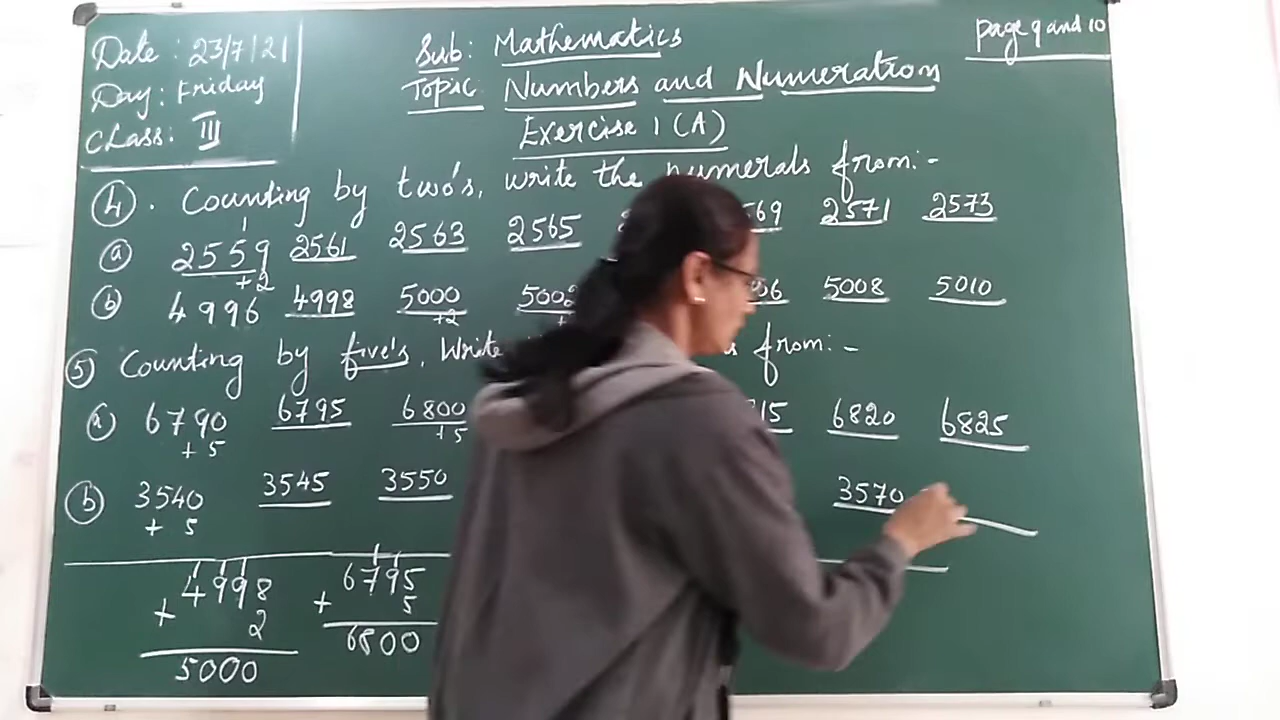 Date : 23/7/21
Day : Friday
Class : III
Sub : Mathematics
Topic : Numbers and Numeration
Exercise 1 (A)
page 9 and 10
4. Counting by two's, write the numerals from:-
a 2559 2561 2563 2565 2571 2573
1
+2
b 4996 4998 5000 5002 5008 5010
+2
5) Counting by five's, Write from:-
a) 6790 6795 6800 6820 6825
+5 +5
b 3540 3545 3550 3570
+ 5
4998
+ 2
5000
6795
+ 5
6800